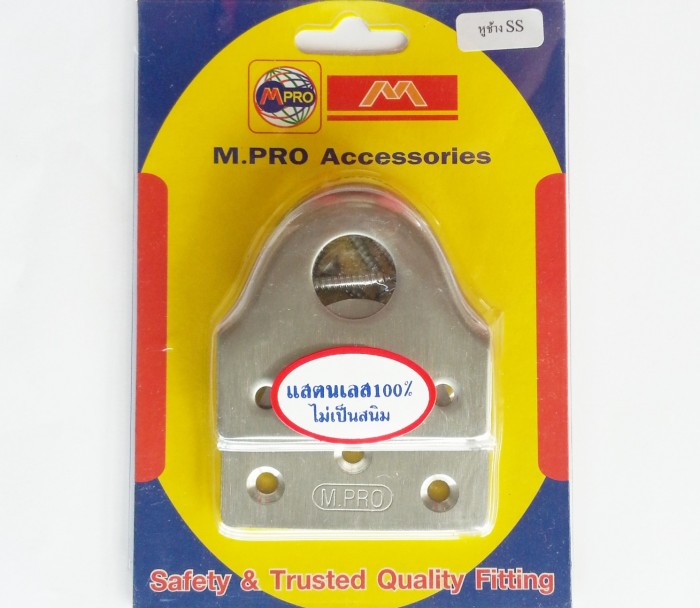 หูช้าง SS
MPRO
M.PRO Accessories
แสตนเลส100%
ไม่เป็นสนิม
M.PRO
Safety & Trusted Quality Fitting